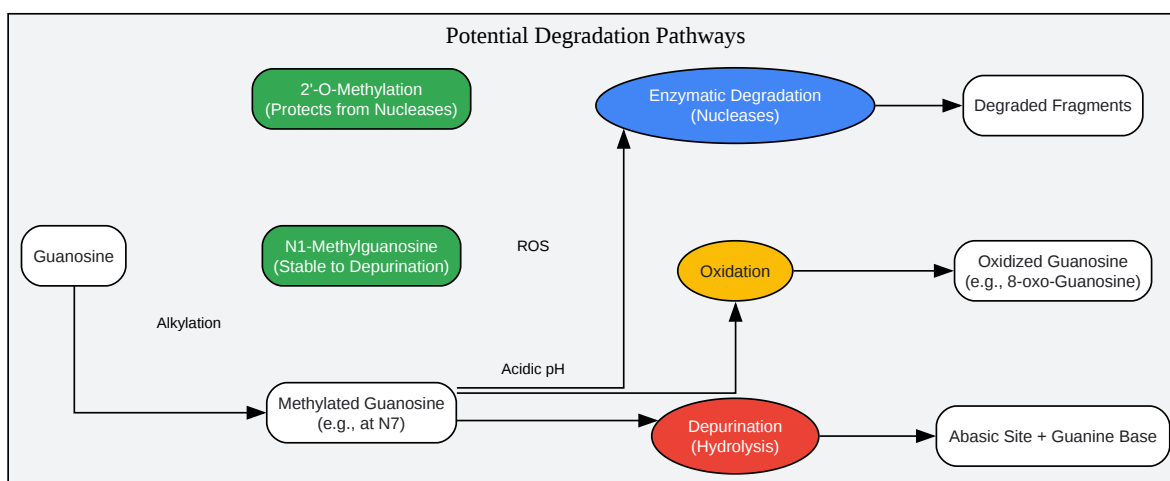 Potential Degradation Pathways
2'-O-Methylation
(Protects from Nucleases)
Enzymatic Degradation
(Nucleases)
Degraded Fragments
Guanosine
N1-Methylguanosine
(Stable to Depurination)
ROS
Oxidation
Oxidized Guanosine
(e.g., 8-oxo-Guanosine)
Alkylation
Acidic pH
Methylated Guanosine
(e.g., at N7)
Depurination
(Hydrolysis)
Abasic Site + Guanine Base